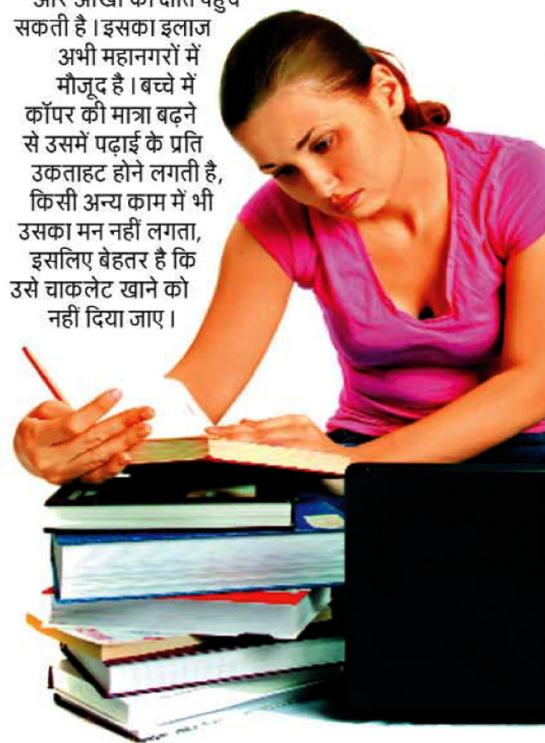 सकती है। इसका इलाज
अभी महानगरों में
मौजूद है। बच्चे में
कॉपर की मात्रा बढ़ने
से उसमें पढ़ाई के प्रति
उकताहट होने लगती है,
किसी अन्य काम में भी
उसका मन नहीं लगता,
इसलिए बेहतर है कि
उसे चाकलेट खाने को
नहीं दिया जाए।